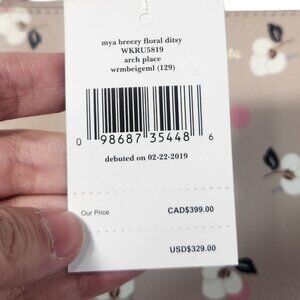 mya breezy floral ditsy
WKRU5819
arch place
wrmbeigeml (129)
0 98687 35448 6
debuted on 02-22-2019
Our Price CAD$399.00
USD$329.00